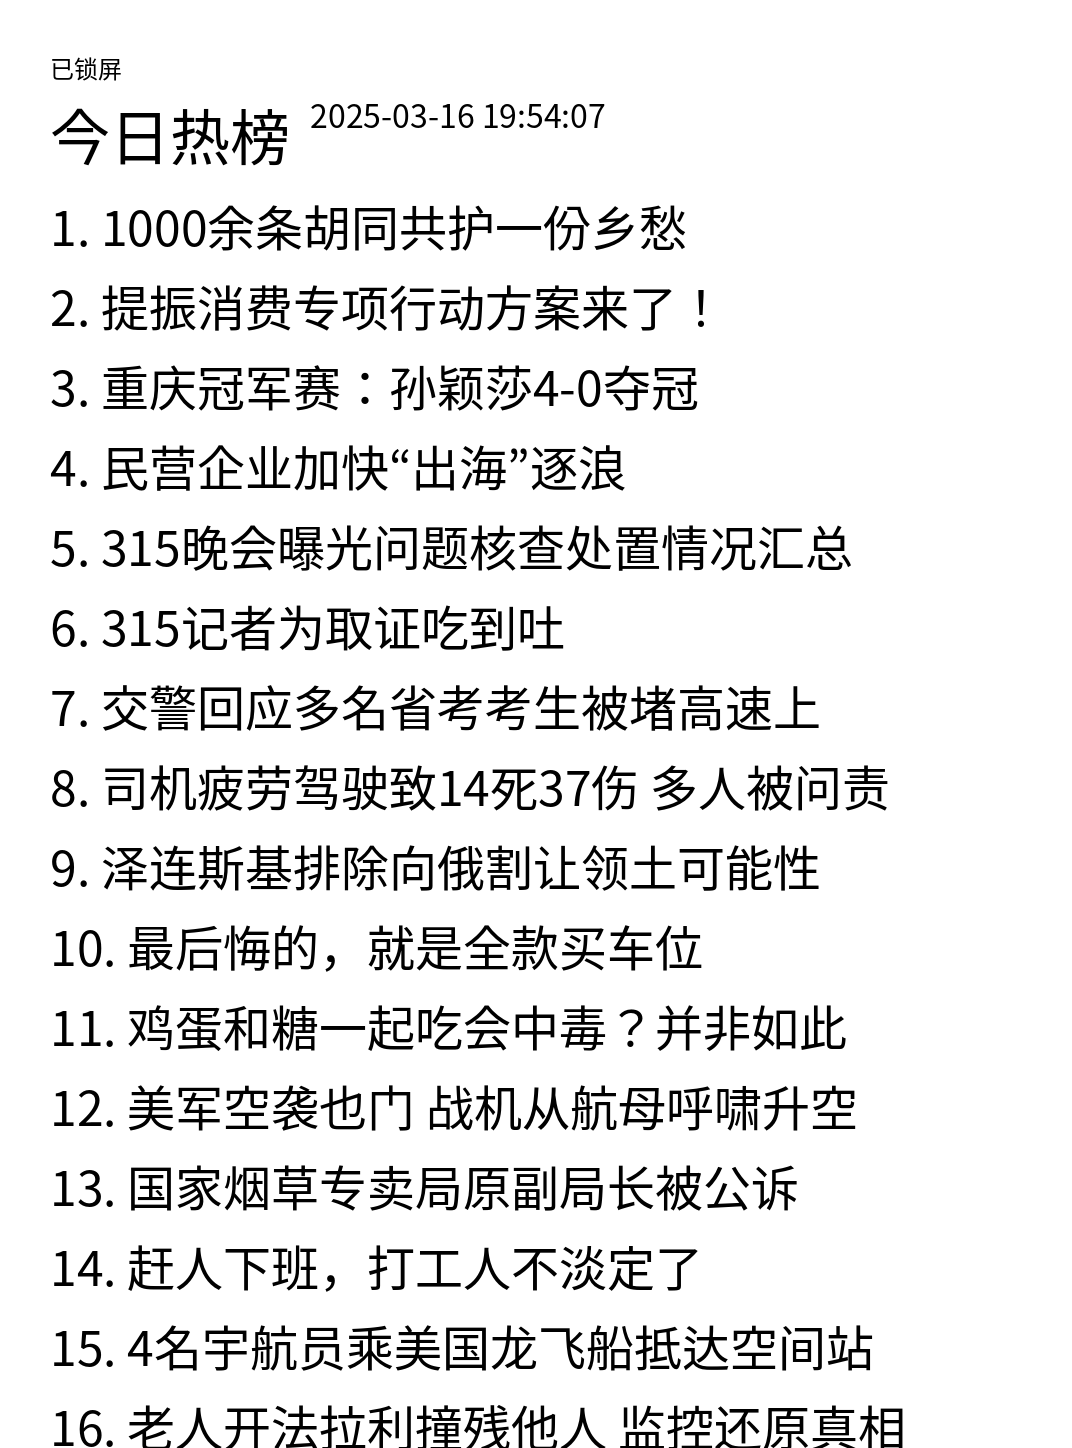 已锁屏
今日热榜 2025-03-16 19:54:07
1. 1000余条胡同共护一份乡愁
2. 提振消费专项行动方案来了！
3. 重庆冠军赛：孙颖莎4-0夺冠
4. 民营企业加快“出海”逐浪
5. 315晚会曝光问题核查处置情况汇总
6. 315记者为取证吃到吐
7. 交警回应多名省考考生被堵高速上
8. 司机疲劳驾驶致14死37伤 多人被问责
9. 泽连斯基排除向俄割让领土可能性
10. 最后悔的，就是全款买车位
11. 鸡蛋和糖一起吃会中毒？并非如此
12. 美军空袭也门 战机从航母呼啸升空
13. 国家烟草专卖局原副局长被公诉
14. 赶人下班，打工人不淡定了
15. 4名宇航员乘美国龙飞船抵达空间站
16. 老人开法拉利撞残他人 监控还原真相